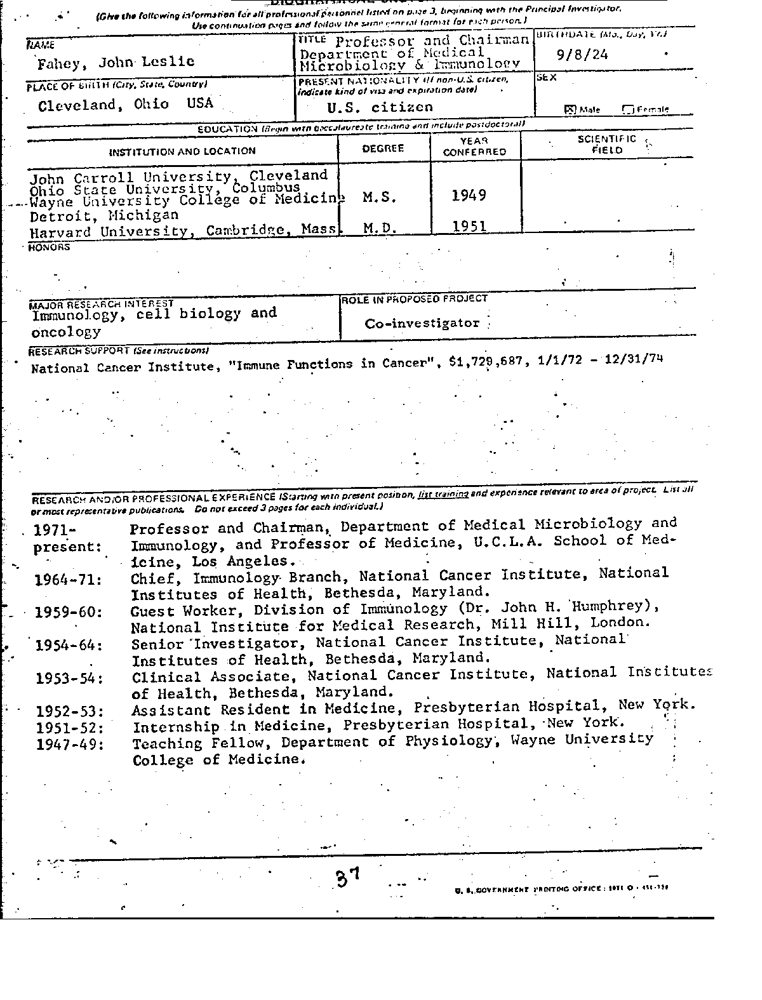 (Give the following information for all professional personnel listed on page 3, beginning with the Principal Investigator.
Use continuation pages and follow the same general format for each person.)
NAME
Fahey, John Leslie
TITLE Professor and Chairman
Department of Medical
Microbiology & Immunology
BIRTHDATE (Mo., Day, Yr.)
9/8/24
PLACE OF BIRTH (City, State, Country)
Cleveland, Ohio USA
PRESENT NATIONALITY (If non-U.S. citizen,
indicate kind of visa and expiration date)
U.S. citizen
SEX
Male Female
EDUCATION (Begin with baccalaureate training and include postdoctoral)
INSTITUTION AND LOCATION
DEGREE
YEAR
CONFERRED
SCIENTIFIC
FIELD
John Carroll University, Cleveland
Ohio State University, Columbus
Wayne University College of Medicine M.S. 1949
Detroit, Michigan
Harvard University, Cambridge, Mass. M.D. 1951
HONORS
MAJOR RESEARCH INTEREST
Immunology, cell biology and
oncology
ROLE IN PROPOSED PROJECT
Co-investigator
RESEARCH SUPPORT (See instructions)
National Cancer Institute, "Immune Functions in Cancer", $1,729,687, 1/1/72 - 12/31/74
RESEARCH AND/OR PROFESSIONAL EXPERIENCE (Starting with present position, list training and experience relevant to area of project. List all
or most representative publications. Do not exceed 3 pages for each individual.)
1971- Professor and Chairman, Department of Medical Microbiology and
present: Immunology, and Professor of Medicine, U.C.L.A. School of Med-
icine, Los Angeles.
1964-71: Chief, Immunology Branch, National Cancer Institute, National
Institutes of Health, Bethesda, Maryland.
1959-60: Guest Worker, Division of Immunology (Dr. John H. Humphrey),
National Institute for Medical Research, Mill Hill, London.
1954-64: Senior Investigator, National Cancer Institute, National
Institutes of Health, Bethesda, Maryland.
1953-54: Clinical Associate, National Cancer Institute, National Institutes
of Health, Bethesda, Maryland.
1952-53: Assistant Resident in Medicine, Presbyterian Hospital, New York.
1951-52: Internship in Medicine, Presbyterian Hospital, New York.
1947-49: Teaching Fellow, Department of Physiology, Wayne University
College of Medicine.
37
U. S. GOVERNMENT PRINTING OFFICE : 1971 O -